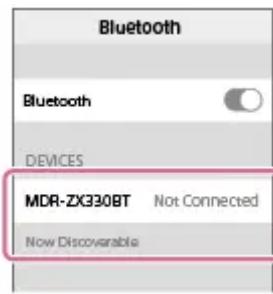 Bluetooth
Bluetooth
DEVICES
MDR-ZX330BT Not Connected
Now Discoverable